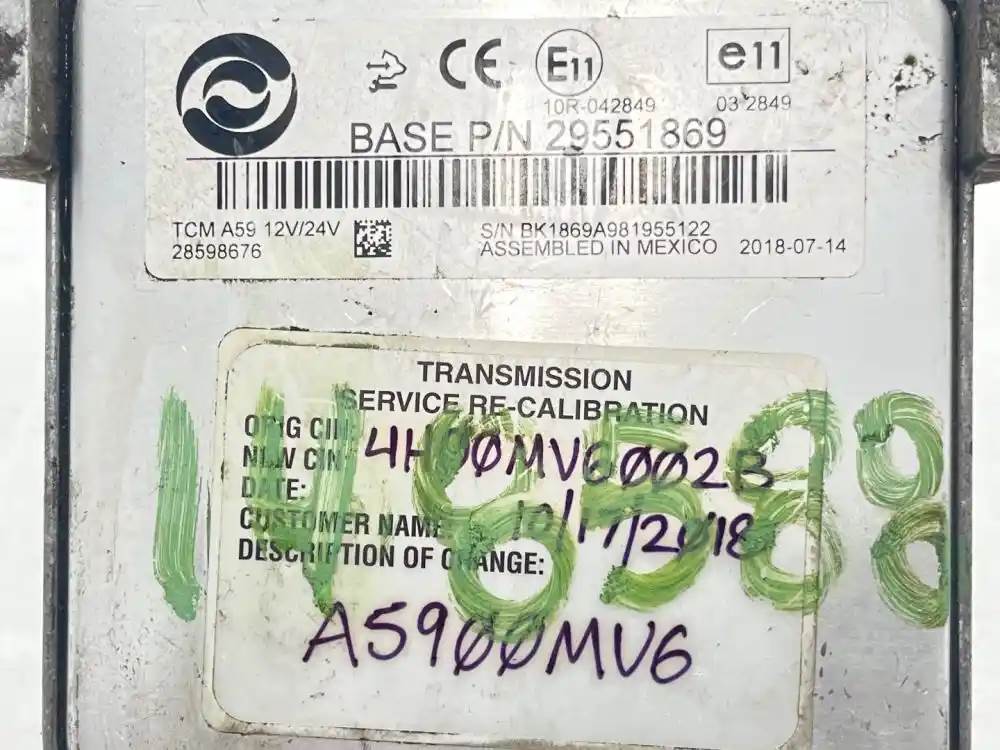 CE E11 e11
10R-042849 03 2849
BASE P/N 29551869
TCM A59 12V/24V S/N BK1869A981955122
28598676 ASSEMBLED IN MEXICO 2018-07-14
TRANSMISSION
SERVICE RE-CALIBRATION
ORIG CIN:
NEW CIN: 4H00MV6002B
DATE: 10/17/2018
CUSTOMER NAME:
DESCRIPTION OF CHANGE:
A5900MV6
148588